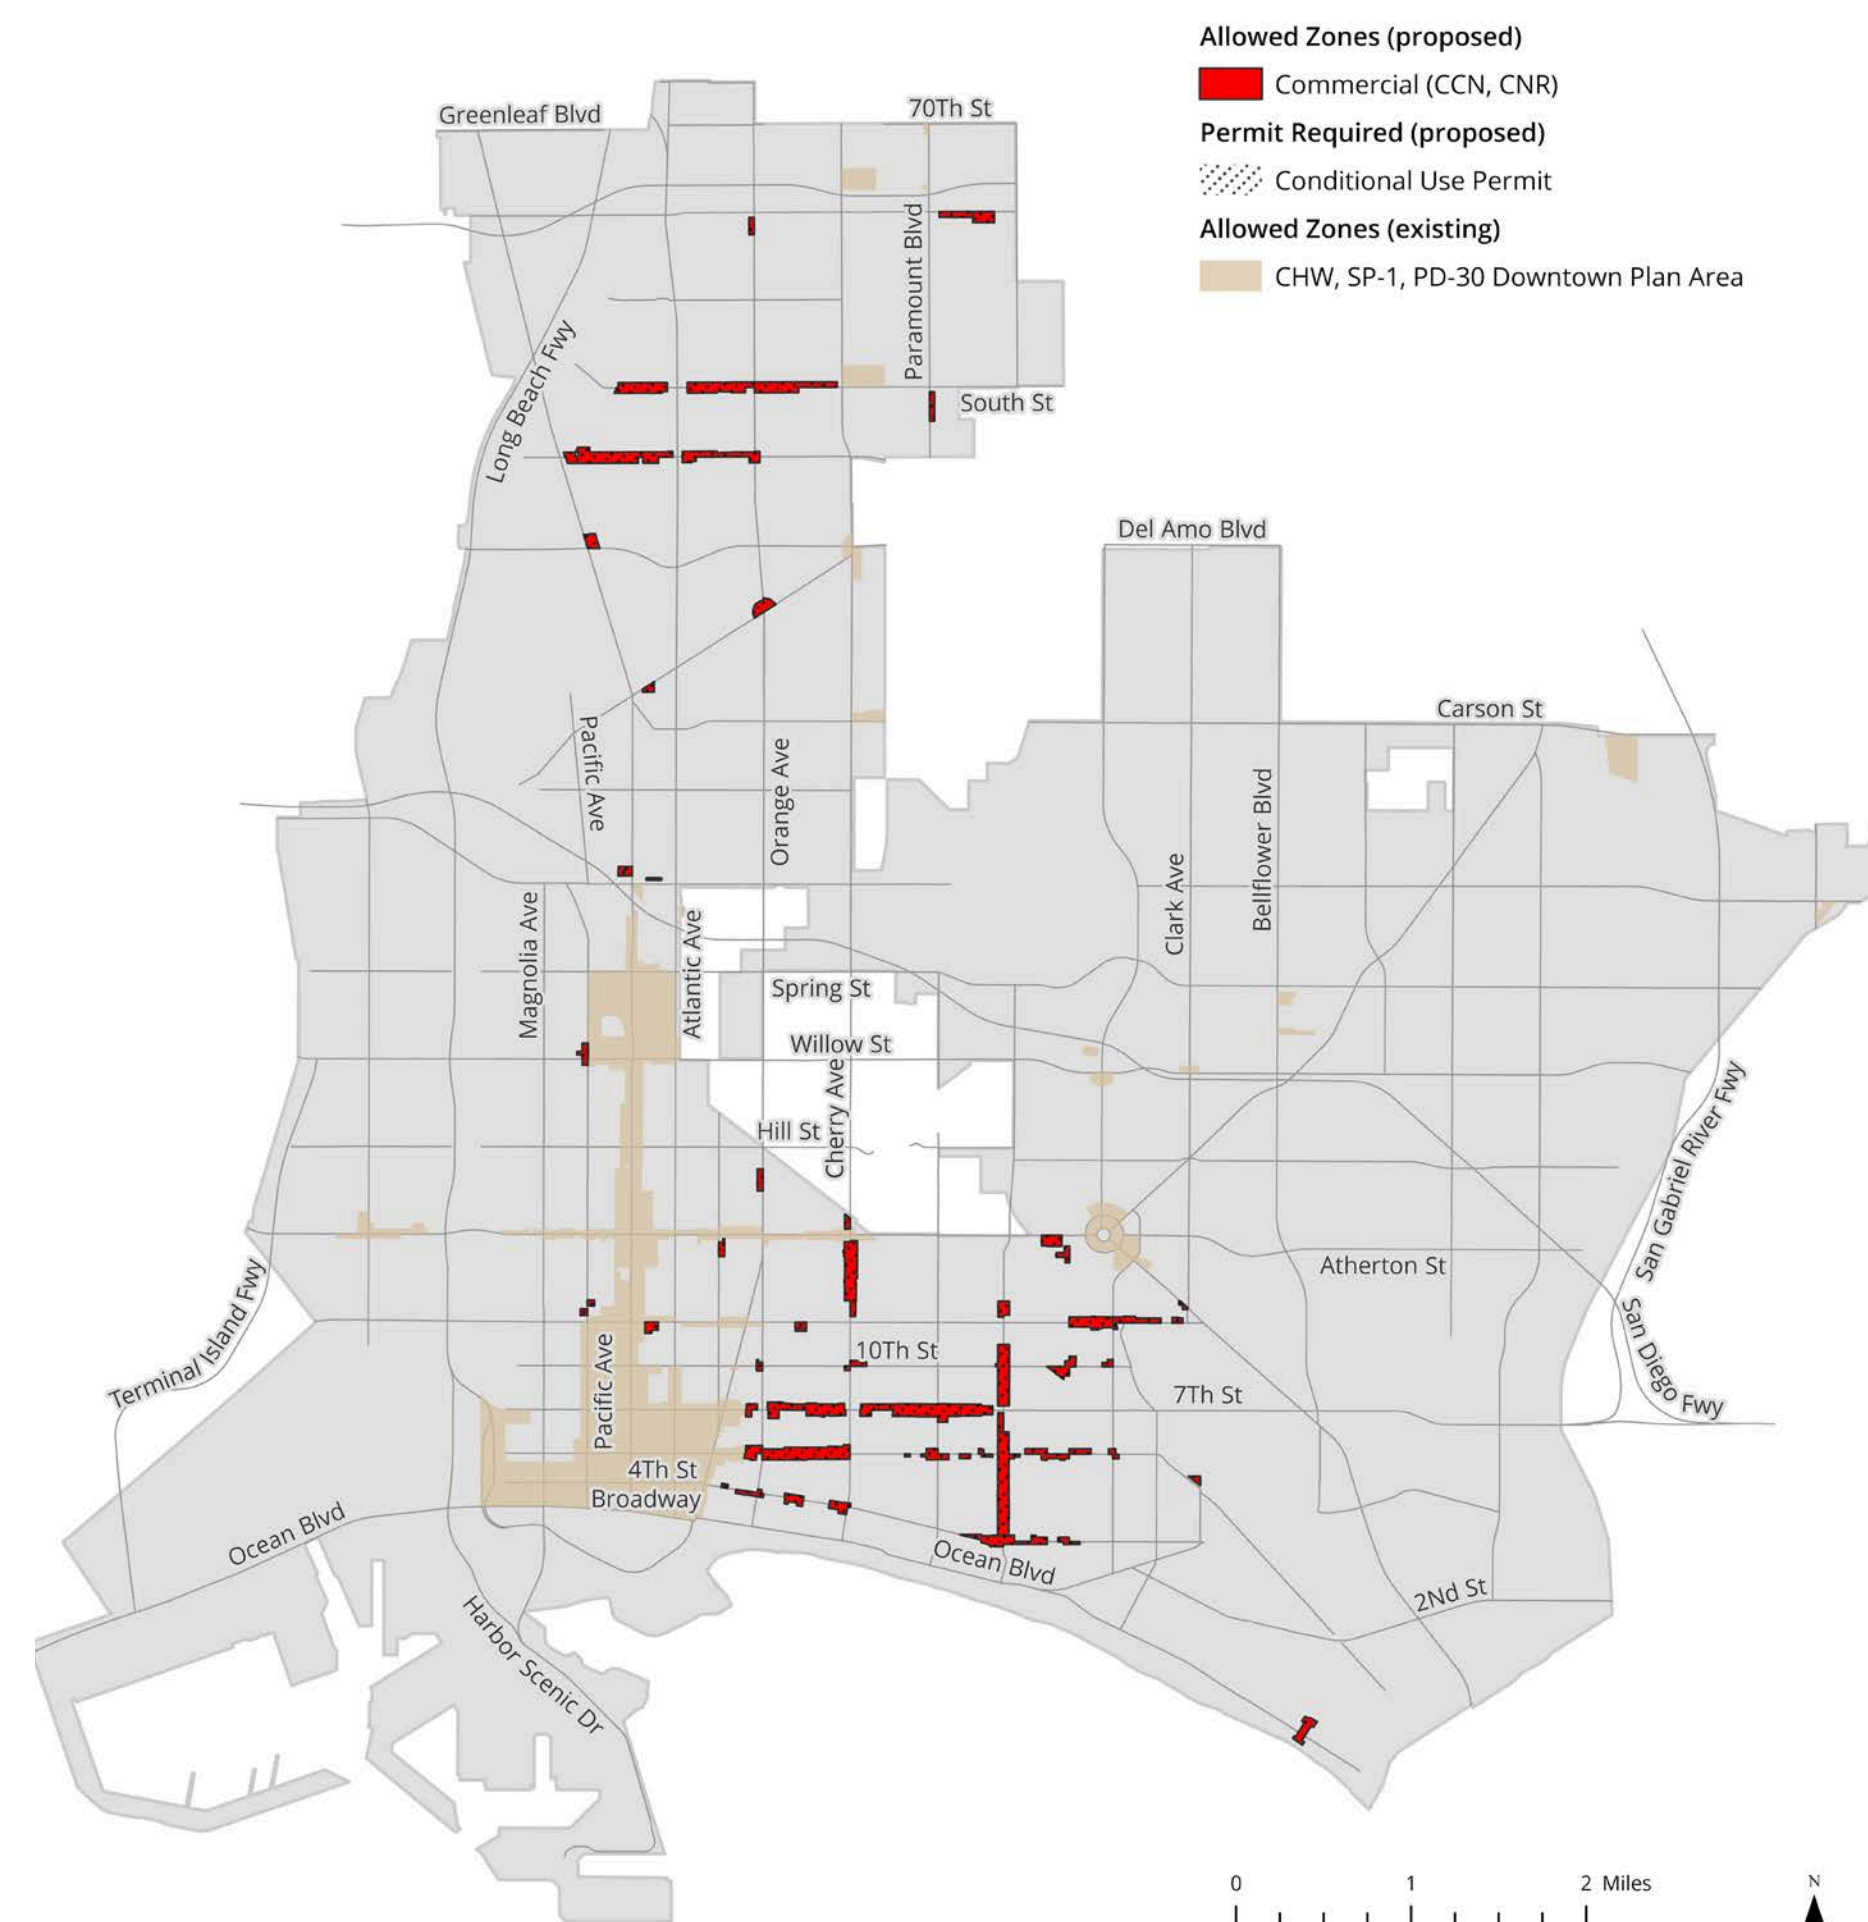 Allowed Zones (proposed)
Commercial (CCN, CNR)
Permit Required (proposed)
Conditional Use Permit
Allowed Zones (existing)
CHW, SP-1, PD-30 Downtown Plan Area
Greenleaf Blvd
70Th St
Paramount Blvd
Long Beach Fwy
South St
Del Amo Blvd
Carson St
Pacific Ave
Orange Ave
Bellflower Blvd
Clark Ave
Magnolia Ave
Atlantic Ave
Spring St
Willow St
Cherry Ave
Hill St
San Gabriel River Fwy
Atherton St
Terminal Island Fwy
San Diego Fwy
Pacific Ave
10Th St
7Th St
4Th St
Broadway
Ocean Blvd
Ocean Blvd
2Nd St
Harbor Scenic Dr
0 1 2 Miles
N